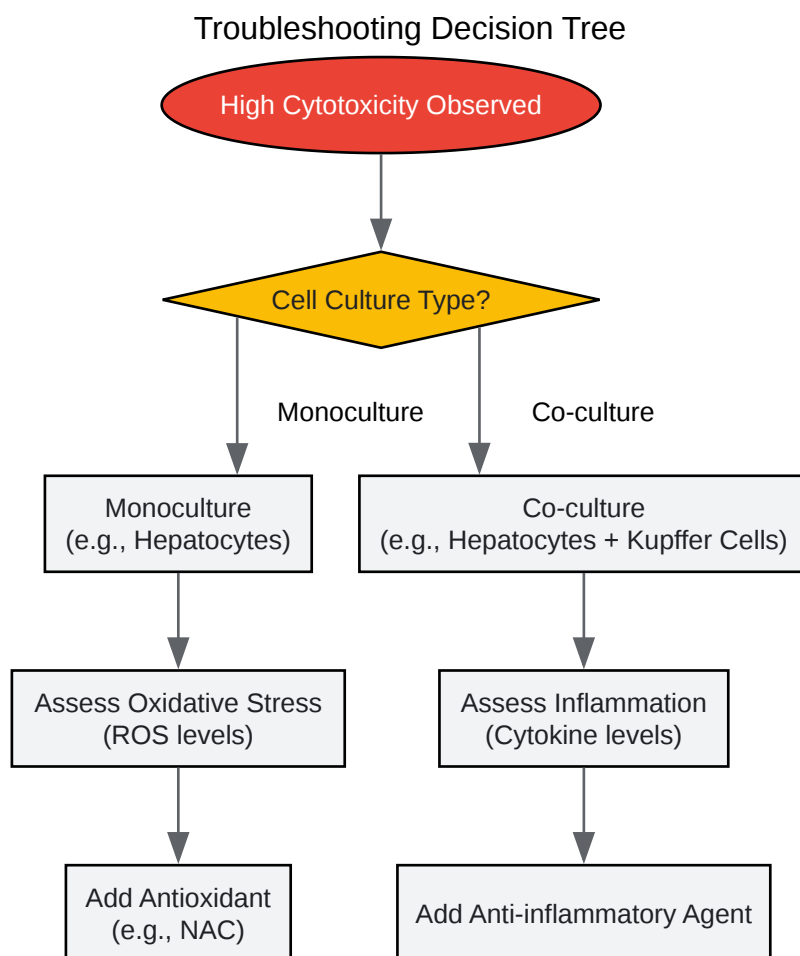 Troubleshooting Decision Tree
High Cytotoxicity Observed
Cell Culture Type?
Monoculture
Co-culture
Monoculture
(e.g., Hepatocytes)
Co-culture
(e.g., Hepatocytes + Kupffer Cells)
Assess Oxidative Stress
(ROS levels)
Assess Inflammation
(Cytokine levels)
Add Antioxidant
(e.g., NAC)
Add Anti-inflammatory Agent